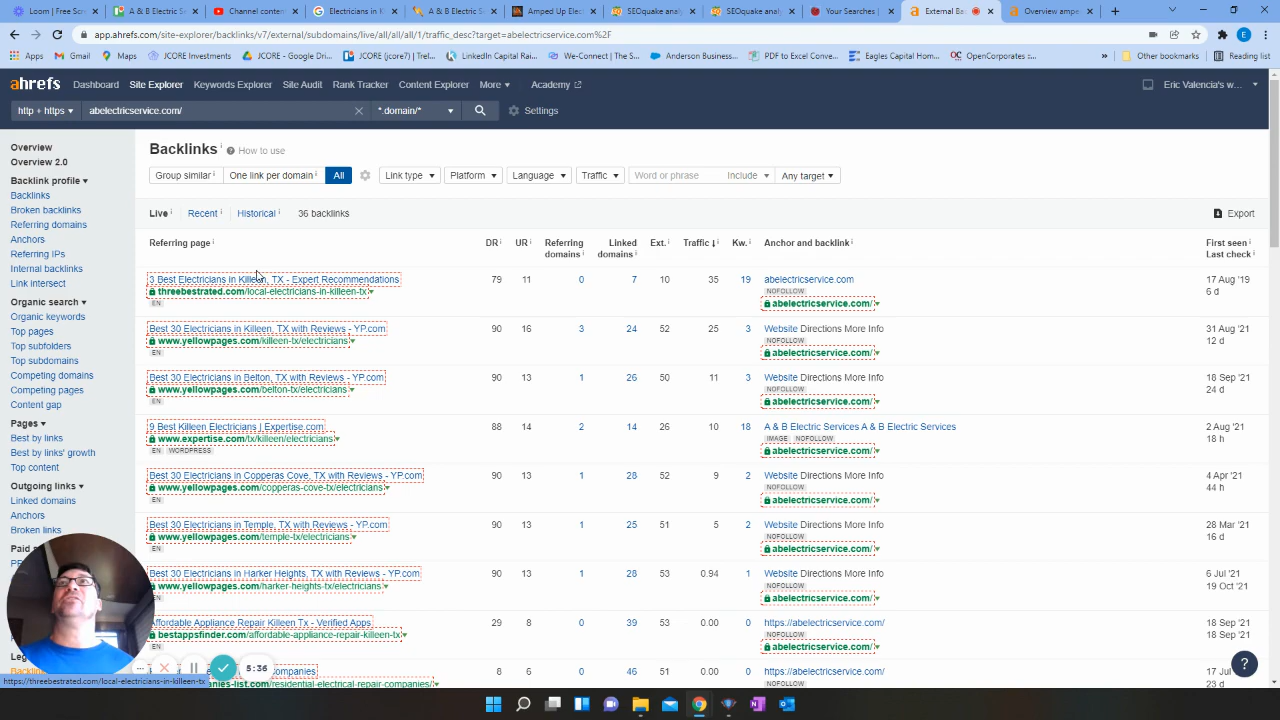 A & B Electric S
Channel content
Electricians in K
A & B Electric Se
Amped Up Elect
SEOquake analy
SEOquake analy
Your Searches |
External Ba
Overview ampe
app.ahrefs.com/site-explorer/backlinks/v7/external/subdomains/live/all/all/all/1/traffic_desc?target=abelectricservice.com%2F
Apps
Gmail
Maps
JCORE Investments
JCORE - Google Dri...
JCORE (jcore7) | Trel...
LinkedIn Capital Rai...
WeConnect | The S...
Anderson Business...
PDF to Excel Conve...
Eagles Capital Hom...
OpenCorporates :...
»
Other bookmarks
Reading list
ahrefs
Dashboard
Site Explorer
Keywords Explorer
Site Audit
Rank Tracker
Content Explorer
More
Academy
Eric Valencia's w...
http + https
abelectricservice.com/
*.domain/*
Settings
Overview
Overview 2.0
Backlink profile
Backlinks
Broken backlinks
Referring domains
Anchors
Referring IPs
Internal backlinks
Link intersect
Organic search
Organic keywords
Top pages
Top subfolders
Top subdomains
Competing domains
Competing pages
Content gap
Pages
Best by links
Best by links' growth
Top content
Outgoing links
Linked domains
Anchors
Broken links
Paid s
Backlinks
How to use
Group similar
One link per domain
All
Link type
Platform
Language
Traffic
Word or phrase
Include
Any target
Live
Recent
Historical
36 backlinks
Export
Referring page
DR
UR
Referring domains
Linked domains
Ext.
Traffic
Kw.
Anchor and backlink
First seen
Last check
3 Best Electricians in Killeen, TX - Expert Recommendations
79 11 0 7 10 35 19 abelectricservice.com 17 Aug '19
threebestrated.com/local-electricians-in-killeen-tx NOFOLLOW 6 d
EN abelectricservice.com/
Best 30 Electricians in Killeen, TX with Reviews - YP.com 90 16 3 24 52 25 3 Website Directions More Info 31 Aug '21
www.yellowpages.com/killeen-tx/electricians NOFOLLOW 12 d
EN abelectricservice.com/
Best 30 Electricians in Belton, TX with Reviews - YP.com 90 13 1 26 50 11 3 Website Directions More Info 18 Sep '21
www.yellowpages.com/belton-tx/electricians NOFOLLOW 24 d
EN abelectricservice.com/
9 Best Killeen Electricians | Expertise.com 88 14 2 14 26 10 18 A & B Electric Services A & B Electric Services 2 Aug '21
www.expertise.com/tx/killeen/electricians IMAGE NOFOLLOW 18 h
EN WORDPRESS abelectricservice.com/
Best 30 Electricians in Copperas Cove, TX with Reviews - YP.com 90 13 1 28 51 9 2 Website Directions More Info 4 Apr '21
www.yellowpages.com/copperas-cove-tx/electricians NOFOLLOW 44 h
EN abelectricservice.com/
Best 30 Electricians in Temple, TX with Reviews - YP.com 90 13 1 25 51 5 2 Website Directions More Info 28 Mar '21
www.yellowpages.com/temple-tx/electricians NOFOLLOW 16 d
EN abelectricservice.com/
Best 30 Electricians in Harker Heights, TX with Reviews - YP.com 90 13 1 28 53 0.94 1 Website Directions More Info 6 Jul '21
www.yellowpages.com/harker-heights-tx/electricians NOFOLLOW 19 Oct '21
EN abelectricservice.com/
Affordable Appliance Repair Killeen Tx - Verified Apps 29 8 0 39 53 0.00 0 https://abelectricservice.com/ 18 Sep '21
bestappsfinder.com/affordable-appliance-repair-killeen-tx NOFOLLOW 18 Sep '21
EN abelectricservice.com/
ompanies 8 6 0 46 51 0.00 0 https://abelectricservice.com/ 17 Jul
anies-list.com/residential-electrical-repair-companies/ NOFOLLOW 23 d
abelectricservice.com/
Leg
5:36
?
https://threebestrated.com/local-electricians-in-killeen-tx